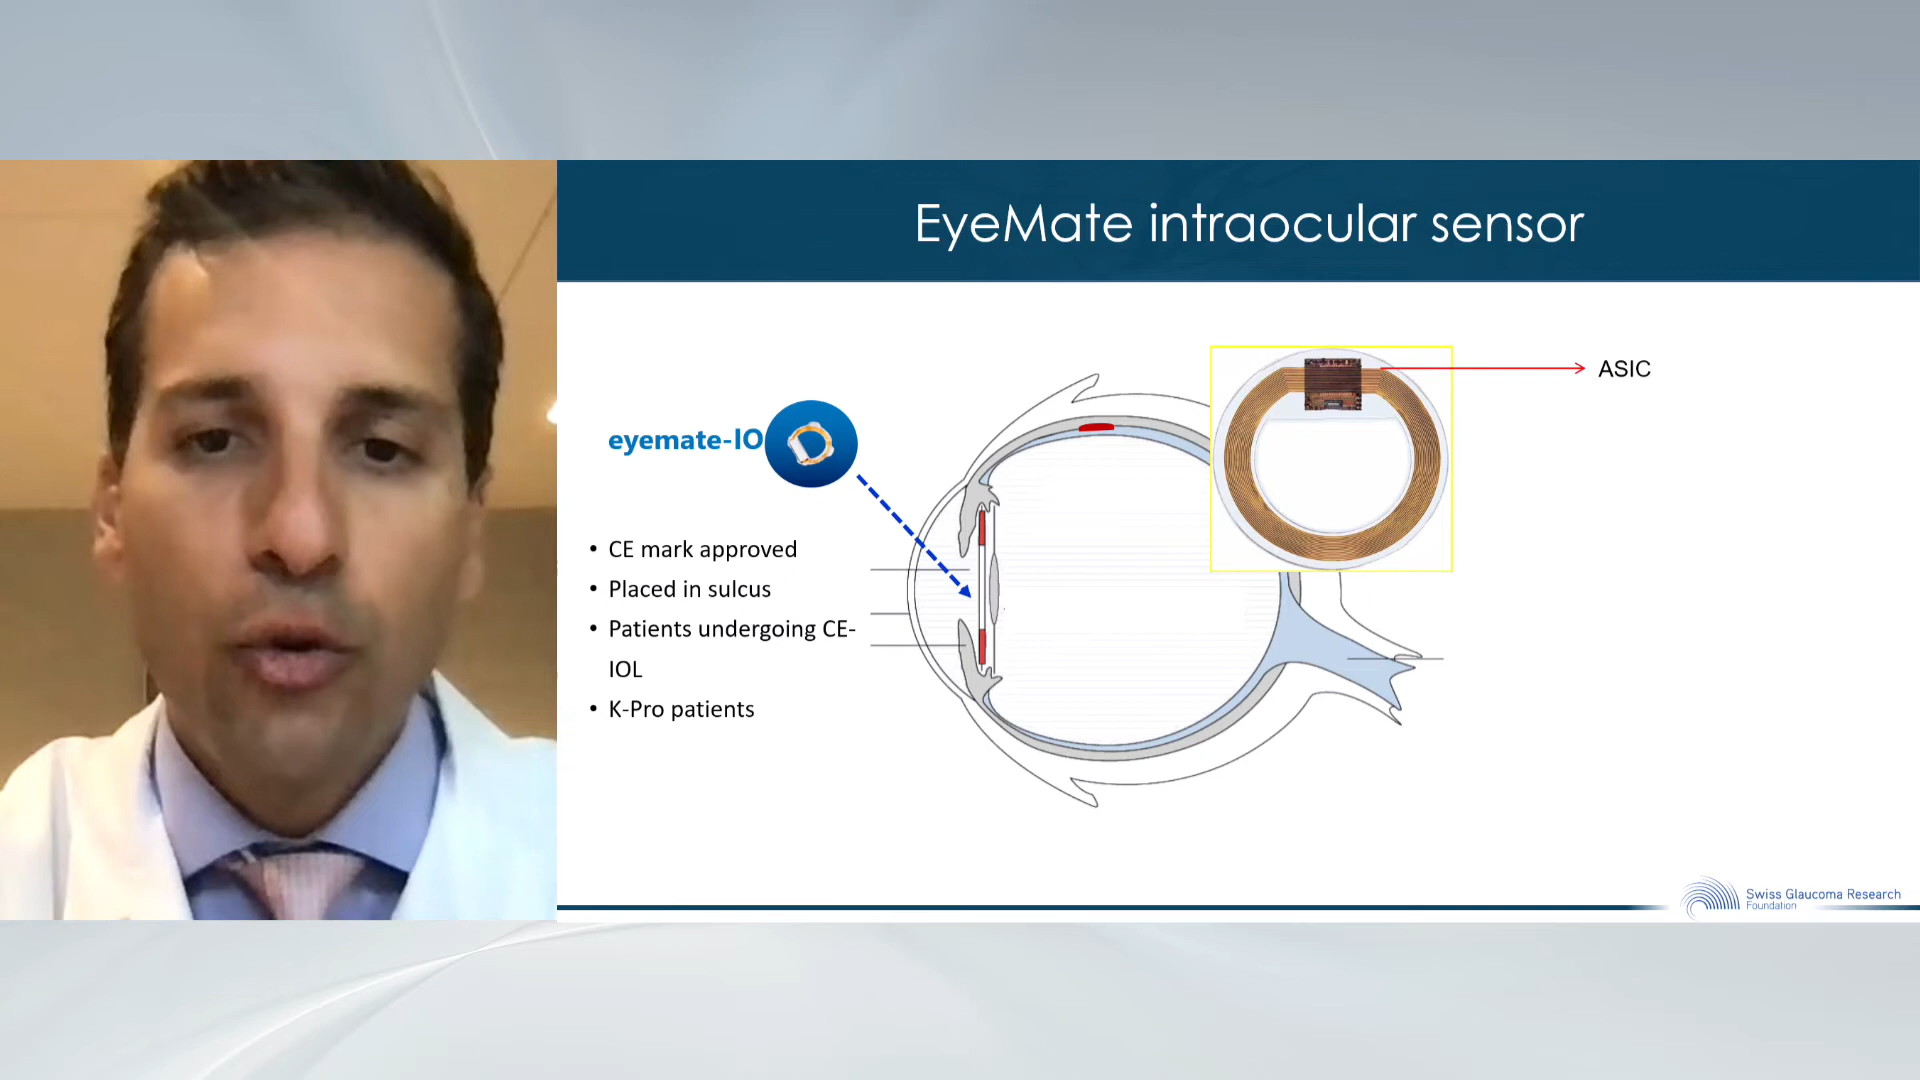 EyeMate intraocular sensor
ASIC
eyemate-IO
• CE mark approved
• Placed in sulcus
• Patients undergoing CE-
IOL
• K-Pro patients
Swiss Glaucoma Research
Foundation